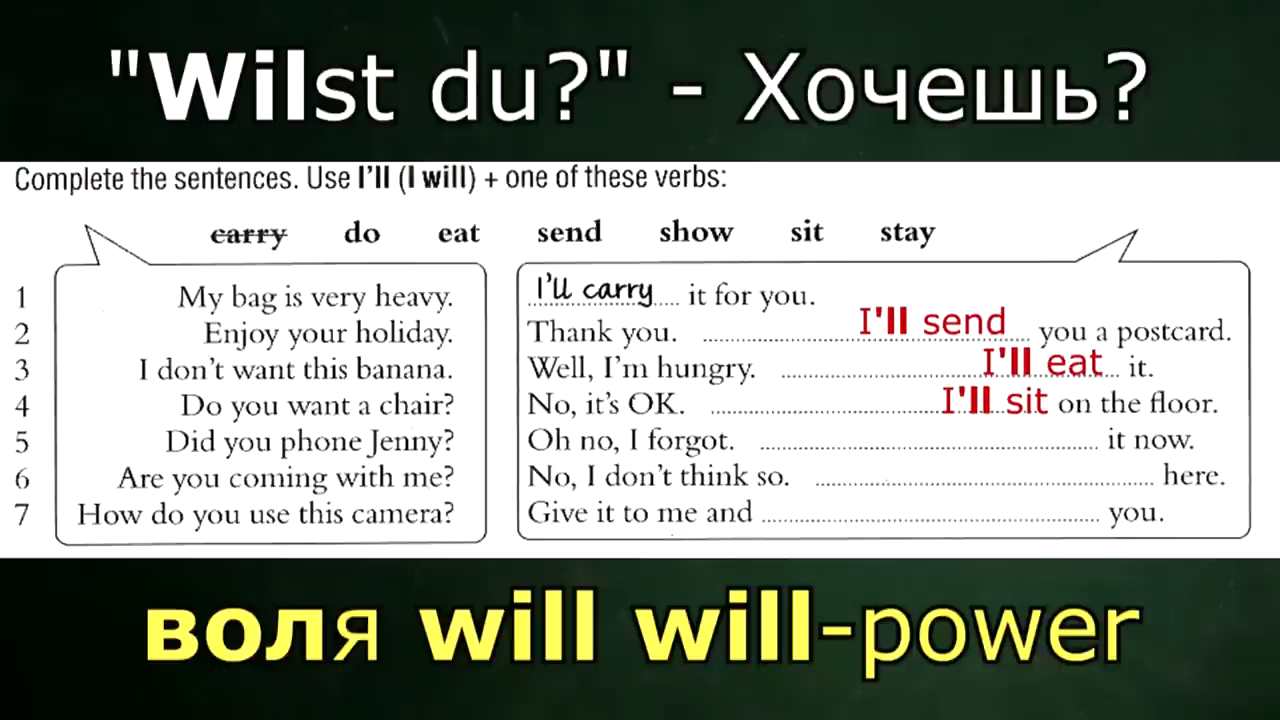 "Wilst du?" - Хочешь?
Complete the sentences. Use I'll (I will) + one of these verbs:
carry do eat send show sit stay
1 My bag is very heavy. I'll carry it for you.
2 Enjoy your holiday. Thank you. I'll send you a postcard.
3 I don't want this banana. Well, I'm hungry. I'll eat it.
4 Do you want a chair? No, it's OK. I'll sit on the floor.
5 Did you phone Jenny? Oh no, I forgot. it now.
6 Are you coming with me? No, I don't think so. here.
7 How do you use this camera? Give it to me and you.
воля will will-power